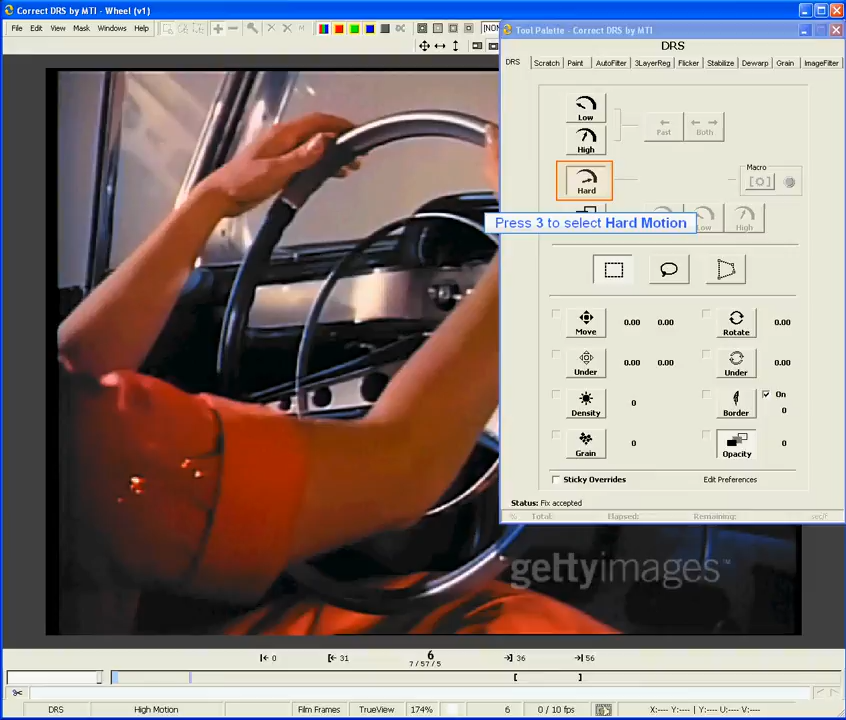 Correct DRS by MTI - Wheel (v1)
File Edit View Mask Windows Help
Tool Palette - Correct DRS by MTI
DRS
DRS Scratch Paint AutoFilter 3LayerReg Flicker Stabilize Dewarp Grain ImageFilter
Low
Past Both
High
Macro
Hard
Press 3 to select Hard Motion
Low High
Move 0.00 0.00 Rotate 0.00
Under 0.00 0.00 Under 0.00
Density 0 Border On 0
Grain 0 Opacity 0
Sticky Overrides Edit Preferences
Status: Fix accepted
% Total: Elapsed: Remaining: sec/f
gettyimages™
0 31 6 36 56
7 / 57 / 5
DRS High Motion Film Frames TrueView 174% 6 0 / 10 fps X:---- Y:---- | Y:---- U:---- V:----